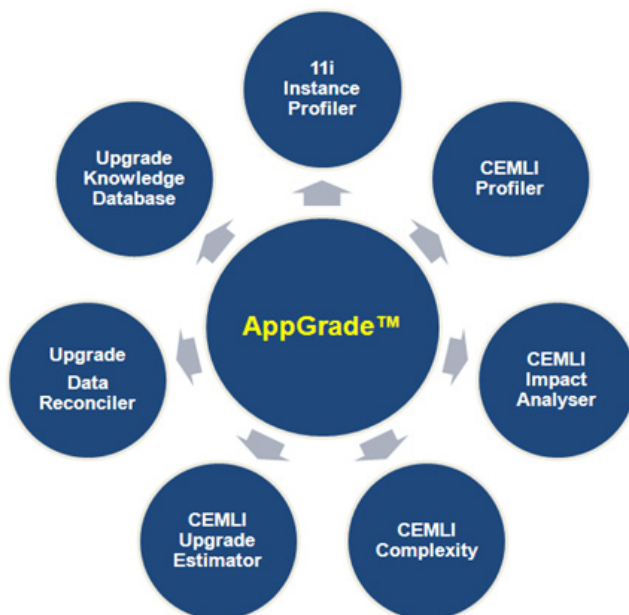 11i
Instance
Profiler
Upgrade
Knowledge
Database
CEMLI
Profiler
AppGrade™
Upgrade
Data
Reconciler
CEMLI
Impact
Analyser
CEMLI
Upgrade
Estimator
CEMLI
Complexity